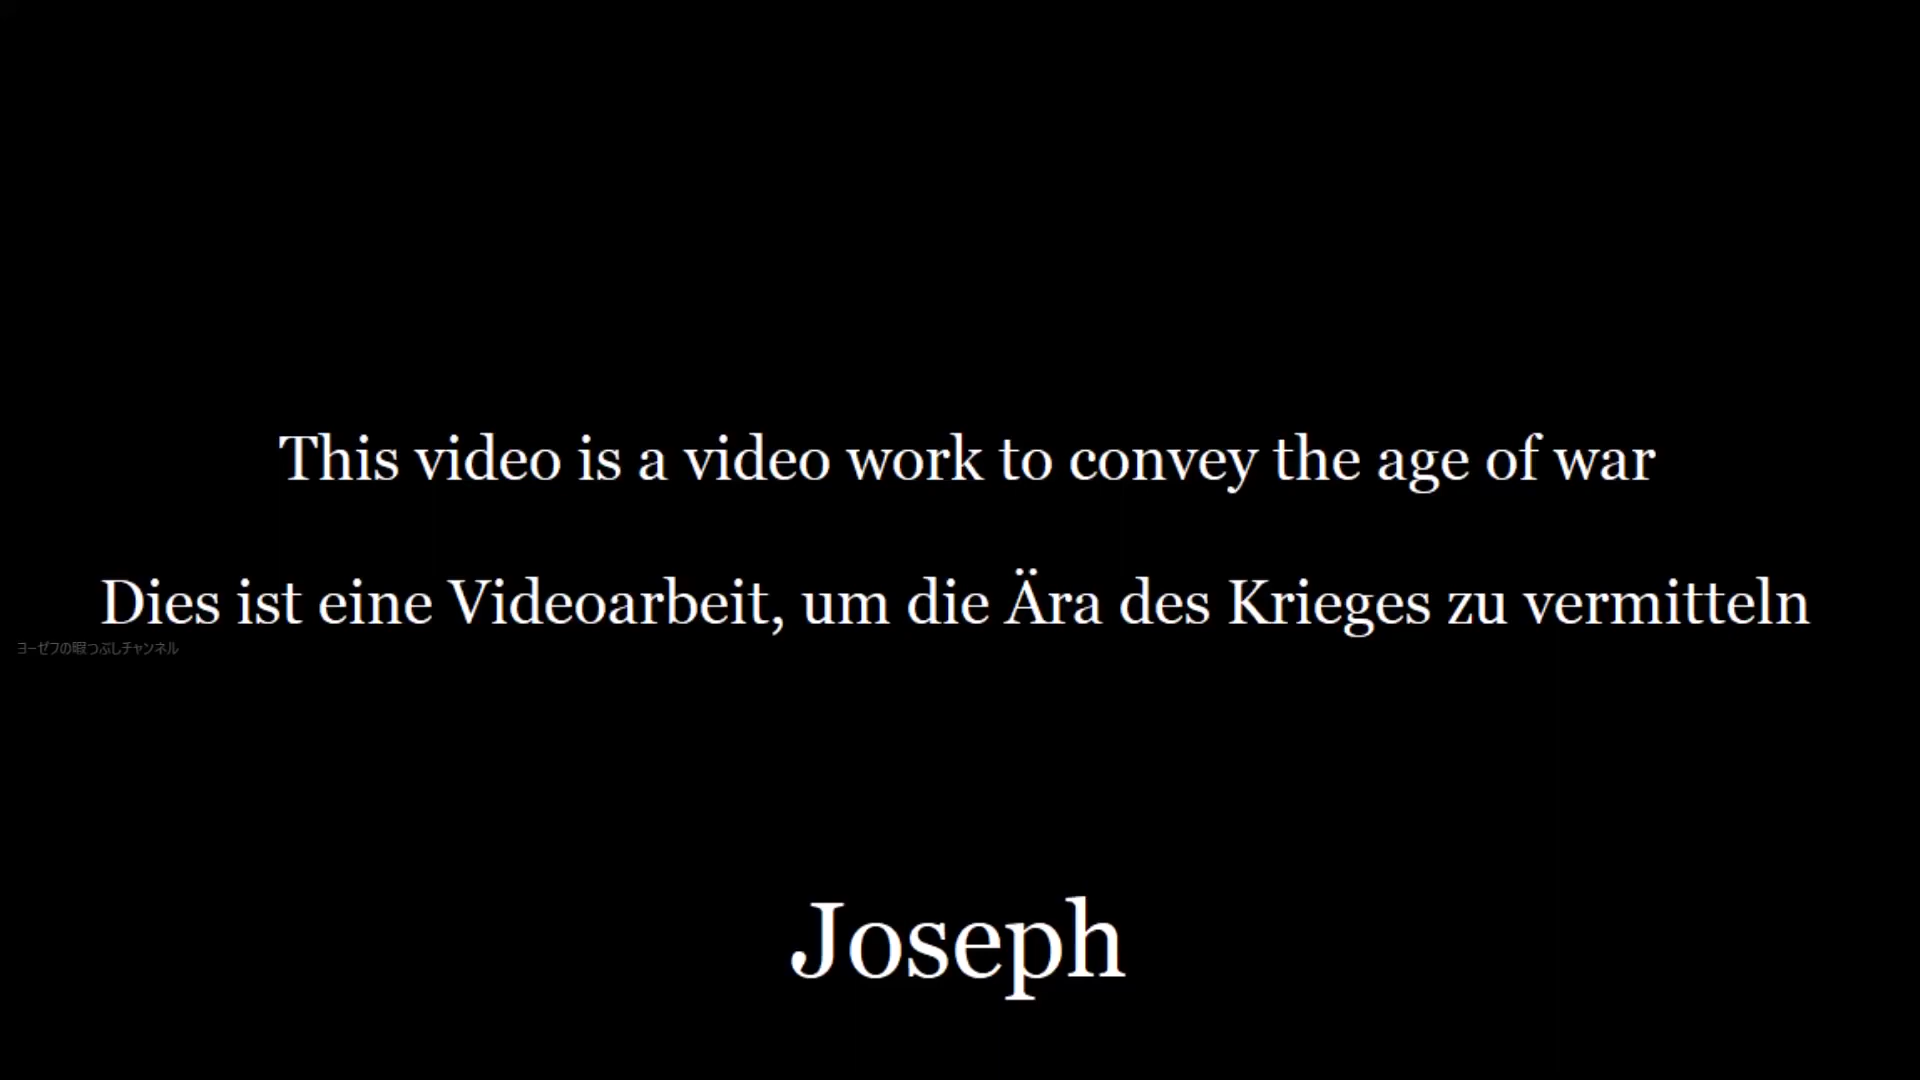 This video is a video work to convey the age of war
Dies ist eine Videoarbeit, um die Ära des Krieges zu vermitteln
ヨーゼフの暇つぶしチャンネル
Joseph